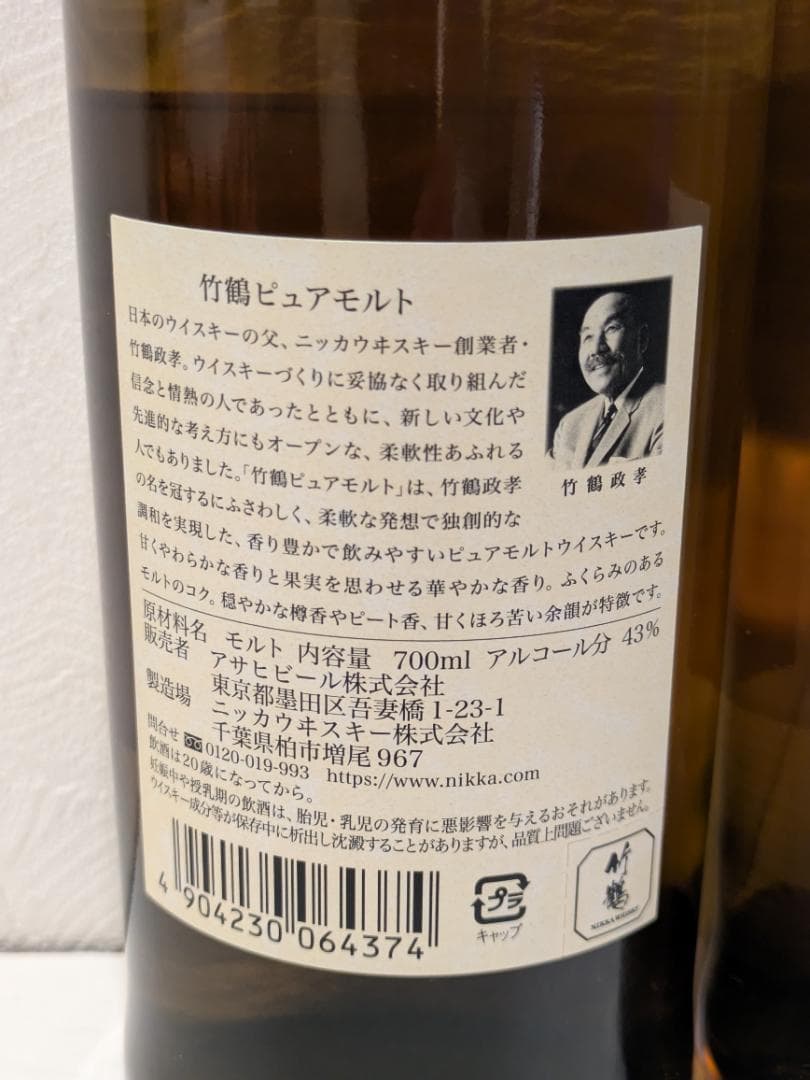 竹鶴ピュアモルト
日本のウイスキーの父、ニッカウヰスキー創業者・
竹鶴政孝。ウイスキーづくりに妥協なく取り組んだ
信念と情熱の人であったとともに、新しい文化や
先進的な考え方にもオープンな、柔軟性あふれる
人でもありました。「竹鶴ピュアモルト」は、竹鶴政孝
の名を冠するにふさわしく、柔軟な発想で独創的な
調和を実現した、香り豊かで飲みやすいピュアモルトウイスキーです。
甘くやわらかな香りと果実を思わせる華やかな香り。ふくらみのある
モルトのコク。穏やかな樽香やピート香、甘くほろ苦い余韻が特徴です。
竹鶴政孝
原材料名 モルト 内容量 700ml アルコール分 43%
販売者 アサヒビール株式会社
東京都墨田区吾妻橋1-23-1
製造場 ニッカウヰスキー株式会社
千葉県柏市増尾967
問合せ 0120-019-993 https://www.nikka.com
飲酒は20歳になってから。
妊娠中や授乳期の飲酒は、胎児・乳児の発育に悪影響を与えるおそれがあります。
ウイスキー成分等が保存中に析出し沈澱することがありますが、品質上問題ございません。
4 904230 064374
プラ
キャップ
竹鶴
NIKKA WHISKY